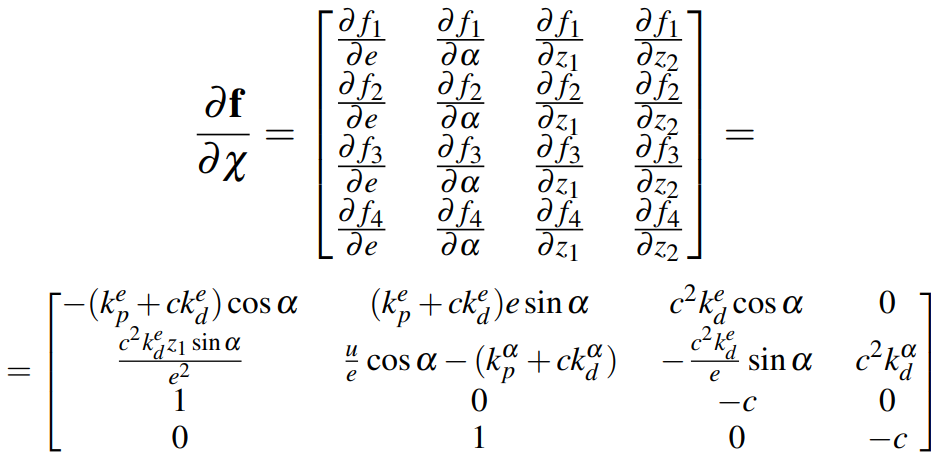 ∂f/∂χ = [ ∂f₁/∂e  ∂f₁/∂α  ∂f₁/∂z₁  ∂f₁/∂z₂
∂f₂/∂e  ∂f₂/∂α  ∂f₂/∂z₁  ∂f₂/∂z₂
∂f₃/∂e  ∂f₃/∂α  ∂f₃/∂z₁  ∂f₃/∂z₂
∂f₄/∂e  ∂f₄/∂α  ∂f₄/∂z₁  ∂f₄/∂z₂ ] =
= [ −(k_p^e + ck_d^e) cos α  (k_p^e + ck_d^e)e sin α  c²k_d^e cos α  0
c²k_d^e z₁ sin α / e²  u/e cos α − (k_p^α + ck_d^α)  −c²k_d^e/e sin α  c²k_d^α
1  0  −c  0
0  1  0  −c ]